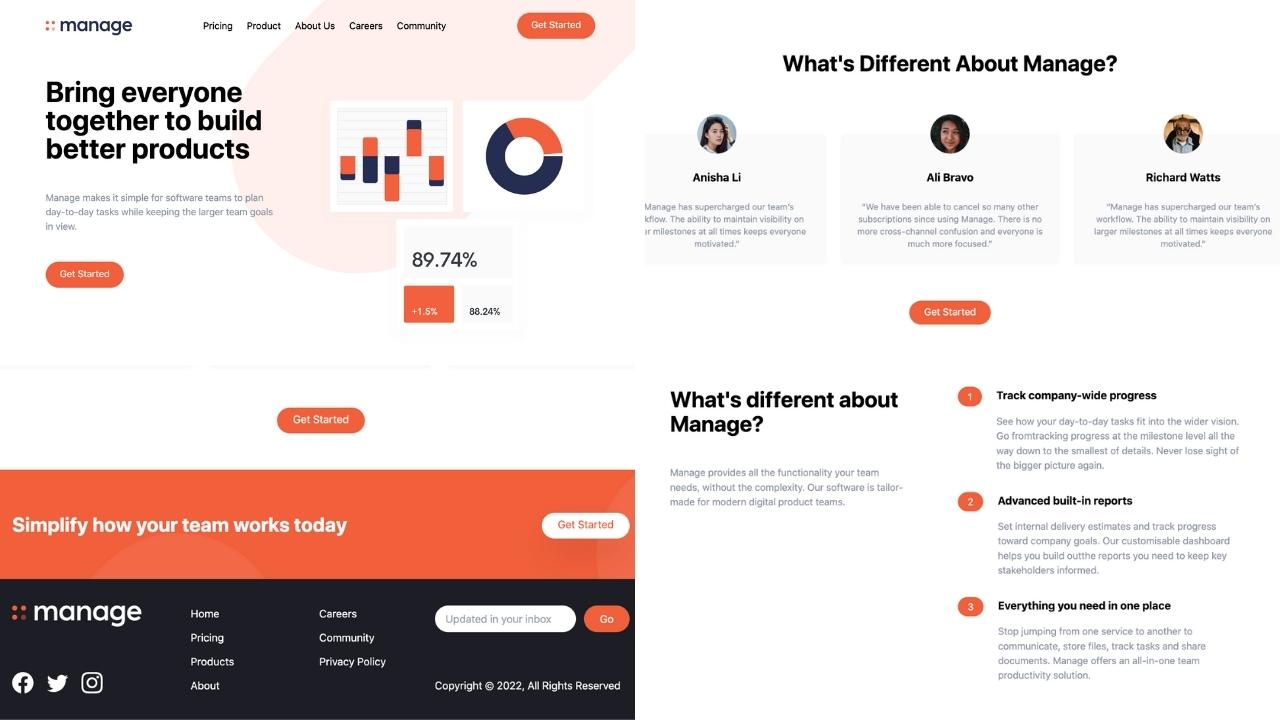 manage
Pricing
Product
About Us
Careers
Community
Get Started
Bring everyone
together to build
better products
Manage makes it simple for software teams to plan
day-to-day tasks while keeping the larger team goals
in view.
Get Started
89.74%
+1.5%
88.24%
Get Started
Simplify how your team works today
Get Started
manage
Home
Pricing
Products
About
Careers
Community
Privacy Policy
Updated in your inbox
Go
Copyright © 2022, All Rights Reserved
What's Different About Manage?
Anisha Li
Manage has supercharged our team's
kflow. The ability to maintain visibility on
er milestones at all times keeps everyone
motivated."
Ali Bravo
"We have been able to cancel so many other
subscriptions since using Manage. There is no
more cross-channel confusion and everyone is
much more focused."
Richard Watts
"Manage has supercharged our team's
workflow. The ability to maintain visibility on
larger milestones at all times keeps everyone
motivated."
Get Started
What's different about
Manage?
Manage provides all the functionality your team
needs, without the complexity. Our software is tailor-
made for modern digital product teams.
1
Track company-wide progress
See how your day-to-day tasks fit into the wider vision.
Go fromtracking progress at the milestone level all the
way down to the smallest of details. Never lose sight of
the bigger picture again.
2
Advanced built-in reports
Set internal delivery estimates and track progress
toward company goals. Our customisable dashboard
helps you build outthe reports you need to keep key
stakeholders informed.
3
Everything you need in one place
Stop jumping from one service to another to
communicate, store files, track tasks and share
documents. Manage offers an all-in-one team
productivity solution.